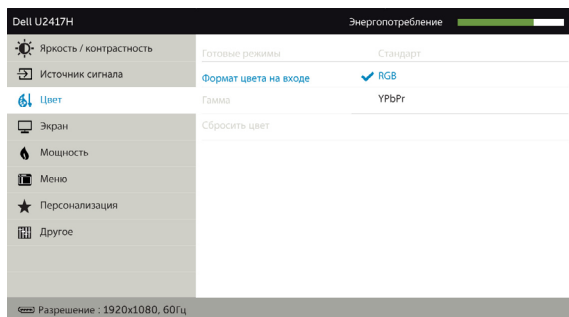 Dell U2417H Энергопотребление
Яркость / контрастность
Готовые режимы Стандарт
Источник сигнала
Формат цвета на входе RGB
Цвет
Гамма YPbPr
Экран
Сбросить цвет
Мощность
Меню
Персонализация
Другое
Разрешение : 1920x1080, 60Гц